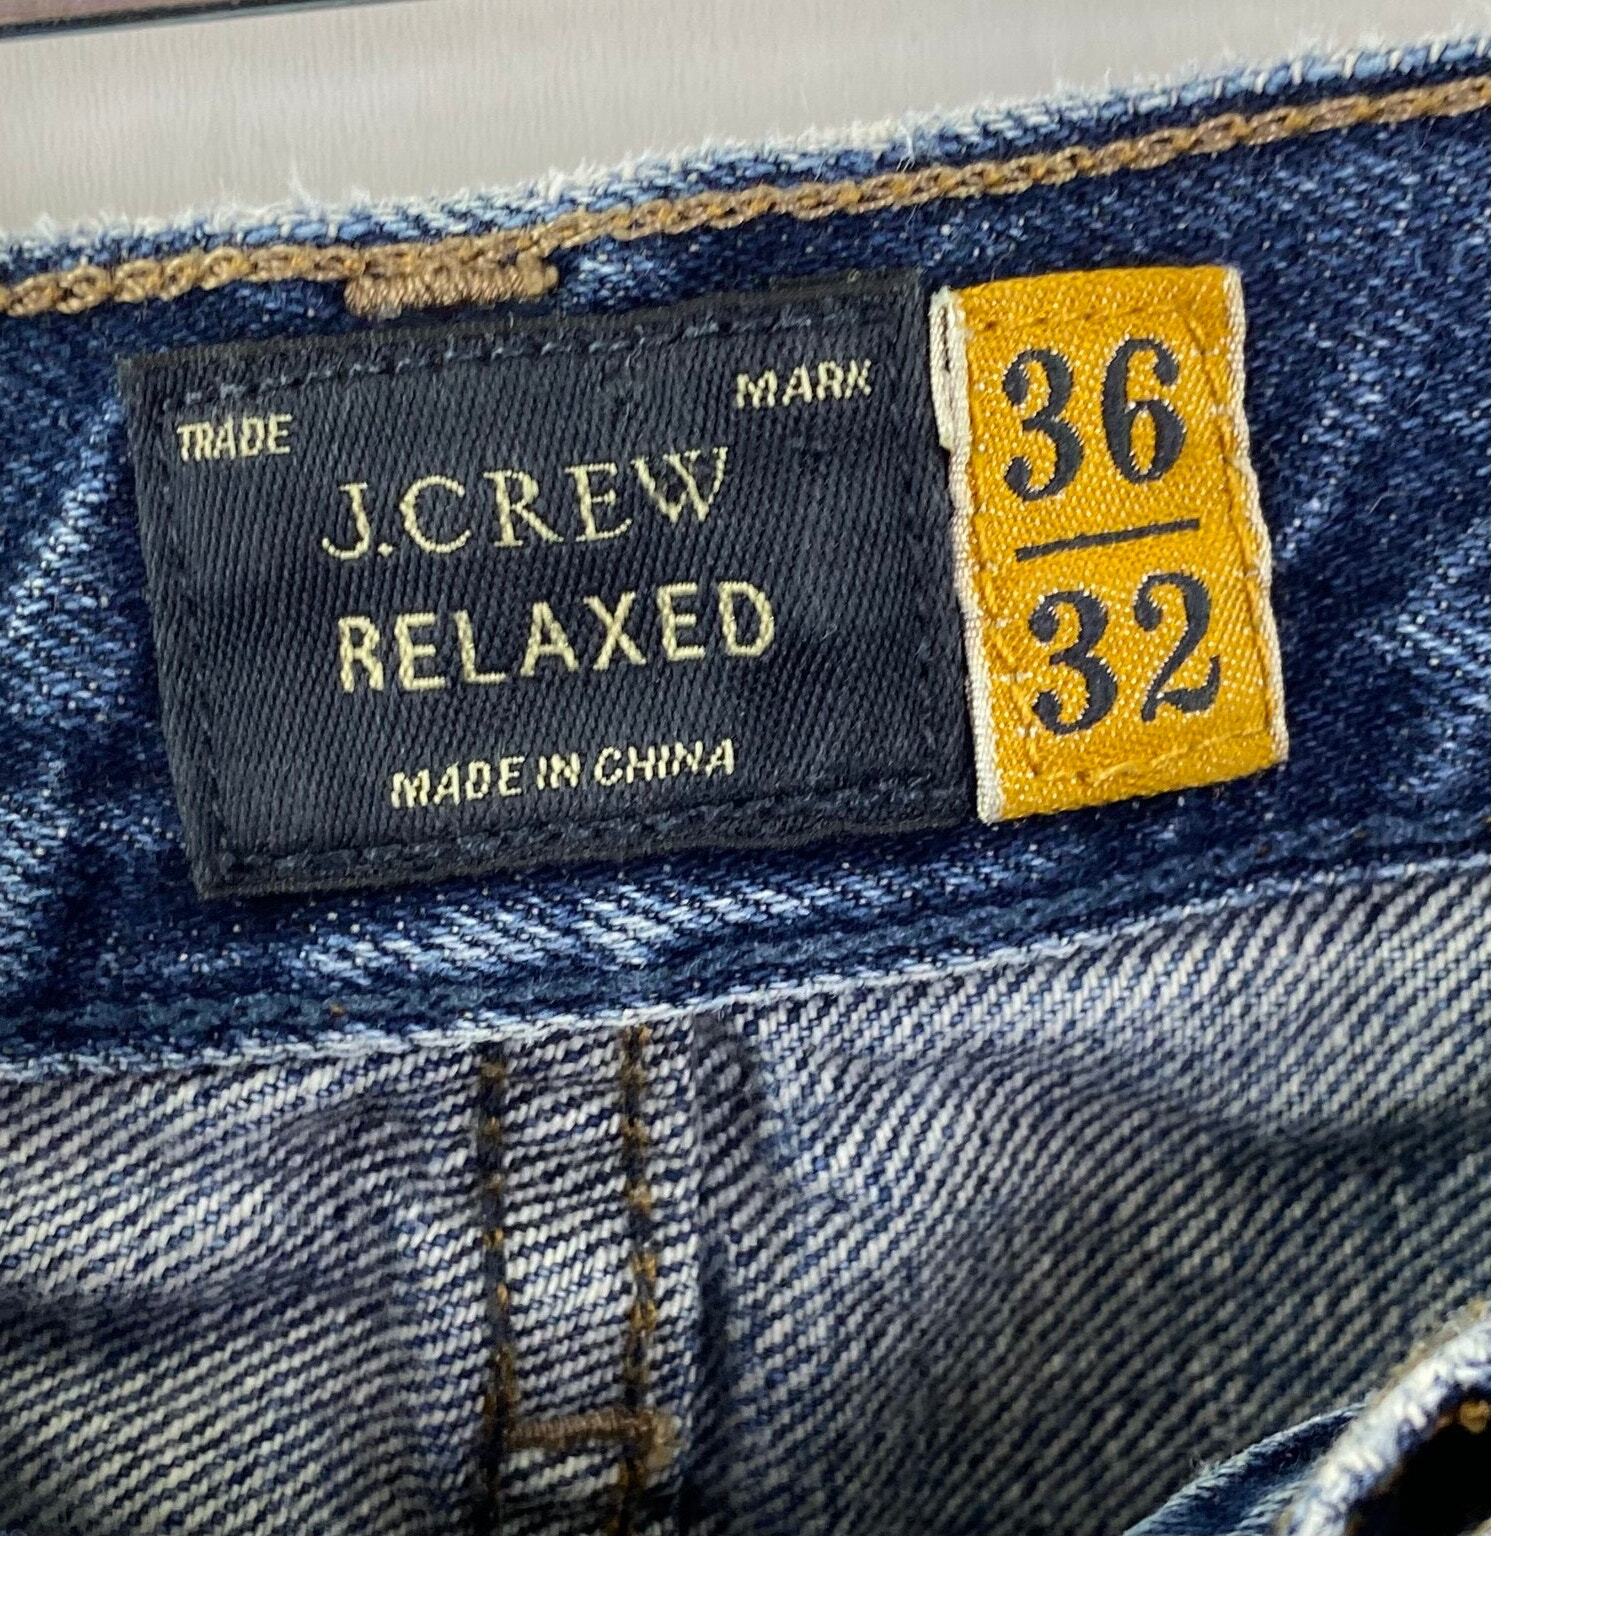 TRADE MARK
J.CREW
RELAXED
MADE IN CHINA
36
32